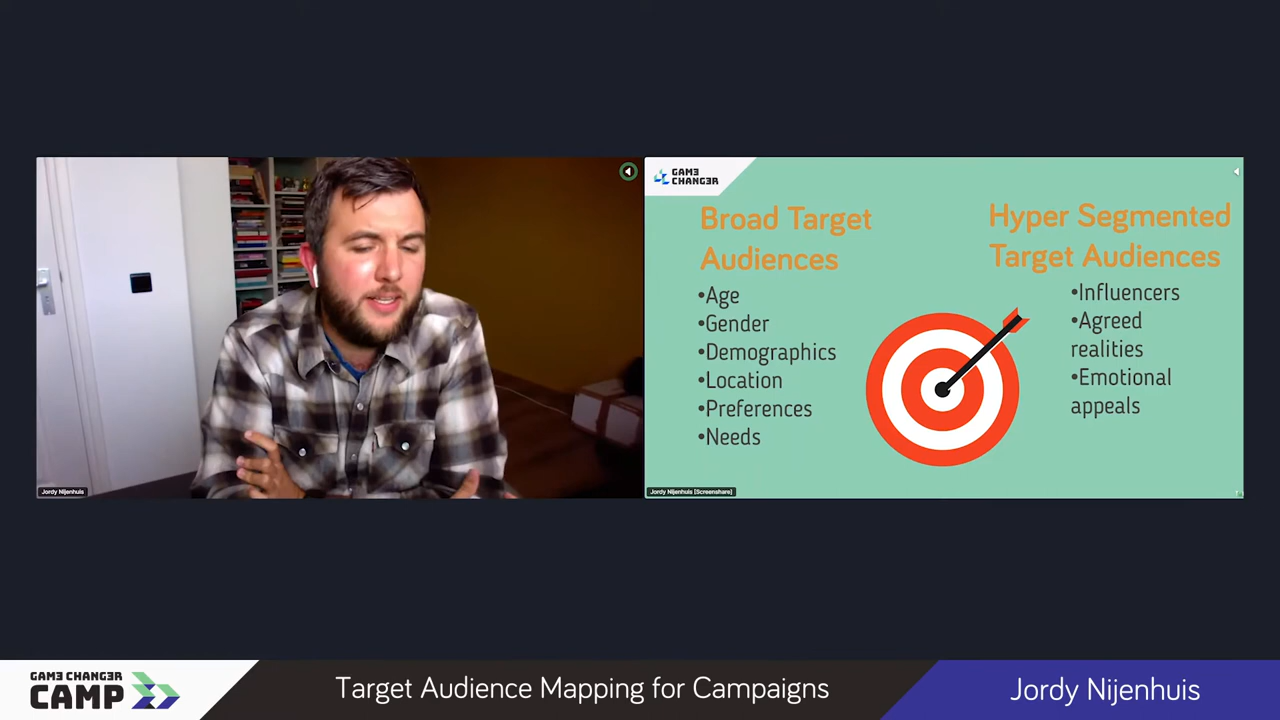 GAM3
CHANG3R
Broad Target
Audiences
•Age
•Gender
•Demographics
•Location
•Preferences
•Needs
Hyper Segmented
Target Audiences
•Influencers
•Agreed
realities
•Emotional
appeals
Jordy Nijenhuis
Jordy Nijenhuis [Screenshare]
GAM3 CHANG3R
CAMP
Target Audience Mapping for Campaigns
Jordy Nijenhuis